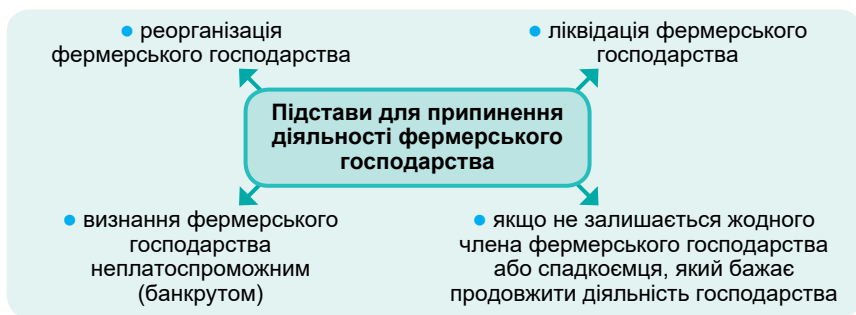 • реорганізація
фермерського господарства
• ліквідація фермерського
господарства
Підстави для припинення
діяльності фермерського
господарства
• визнання фермерського
господарства
неплатоспроможним
(банкрутом)
• якщо не залишається жодного
члена фермерського господарства
або спадкоємця, який бажає
продовжити діяльність господарства